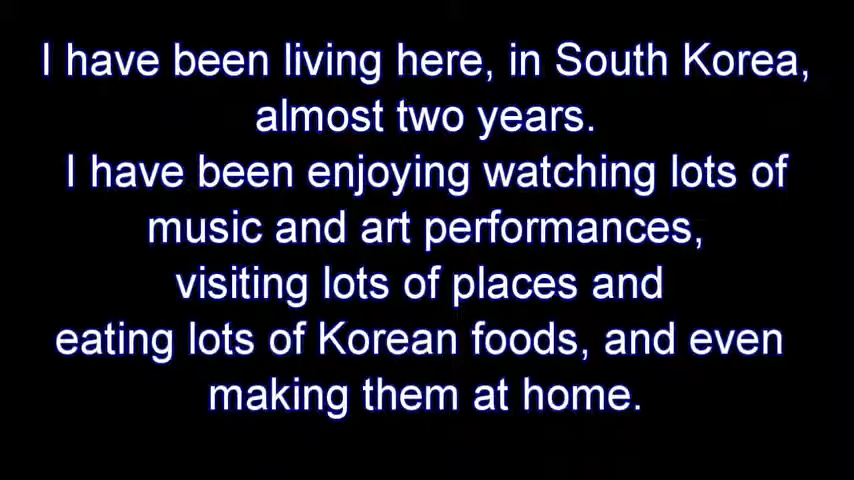 I have been living here, in South Korea,
almost two years.
I have been enjoying watching lots of
music and art performances,
visiting lots of places and
eating lots of Korean foods, and even
making them at home.